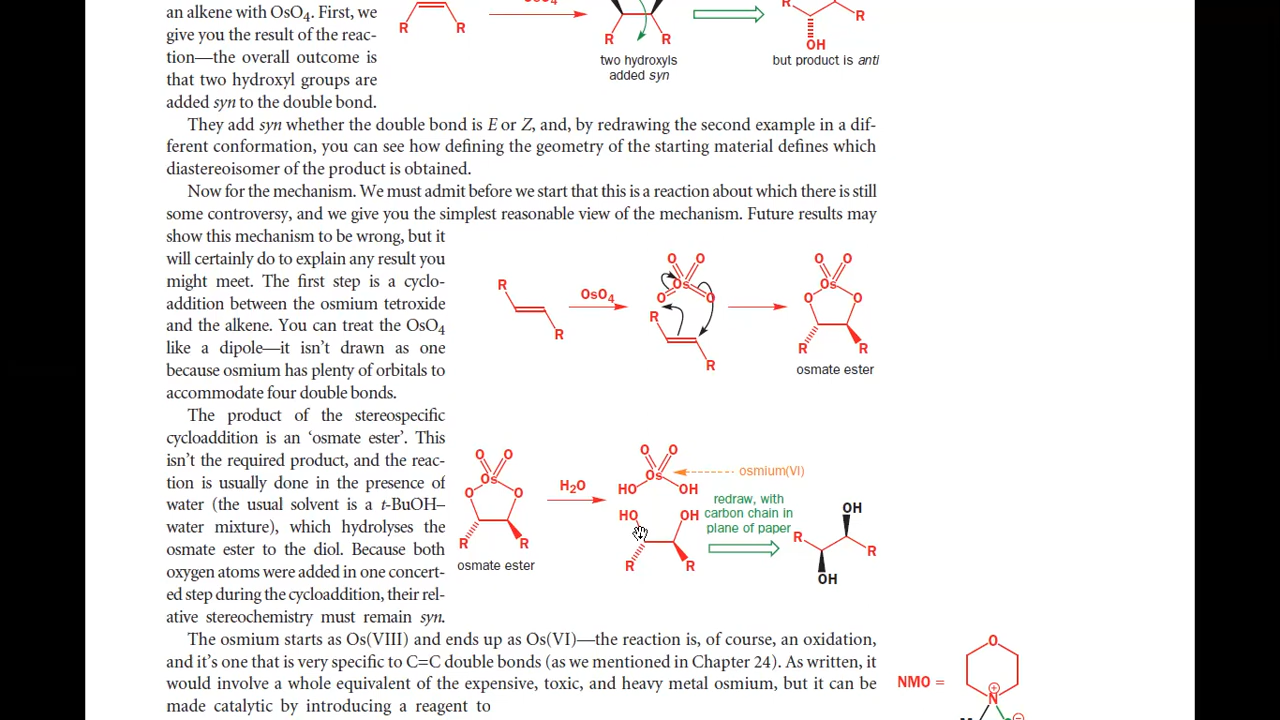 an alkene with OsO4. First, we
give you the result of the reac-
tion—the overall outcome is
that two hydroxyl groups are
added syn to the double bond.
R R
R R
two hydroxyls
added syn
R
OH
but product is anti
They add syn whether the double bond is E or Z, and, by redrawing the second example in a dif-
ferent conformation, you can see how defining the geometry of the starting material defines which
diastereoisomer of the product is obtained.
Now for the mechanism. We must admit before we start that this is a reaction about which there is still
some controversy, and we give you the simplest reasonable view of the mechanism. Future results may
show this mechanism to be wrong, but it
will certainly do to explain any result you
might meet. The first step is a cyclo-
addition between the osmium tetroxide
and the alkene. You can treat the OsO4
like a dipole—it isn't drawn as one
because osmium has plenty of orbitals to
accommodate four double bonds.
R
R
OsO4
O O
Os
O O
R
R
O O
Os
O O
R R
osmate ester
The product of the stereospecific
cycloaddition is an 'osmate ester'. This
isn't the required product, and the reac-
tion is usually done in the presence of
water (the usual solvent is a t-BuOH–
water mixture), which hydrolyses the
osmate ester to the diol. Because both
oxygen atoms were added in one concert-
ed step during the cycloaddition, their rel-
ative stereochemistry must remain syn.
O O
Os
O O
R R
osmate ester
H2O
O O
Os
HO OH
osmium(VI)
HO OH
R R
redraw, with
carbon chain in
plane of paper
OH
R
R
OH
The osmium starts as Os(VIII) and ends up as Os(VI)—the reaction is, of course, an oxidation,
and it's one that is very specific to C=C double bonds (as we mentioned in Chapter 24). As written, it
would involve a whole equivalent of the expensive, toxic, and heavy metal osmium, but it can be
made catalytic by introducing a reagent to
NMO =
O
N